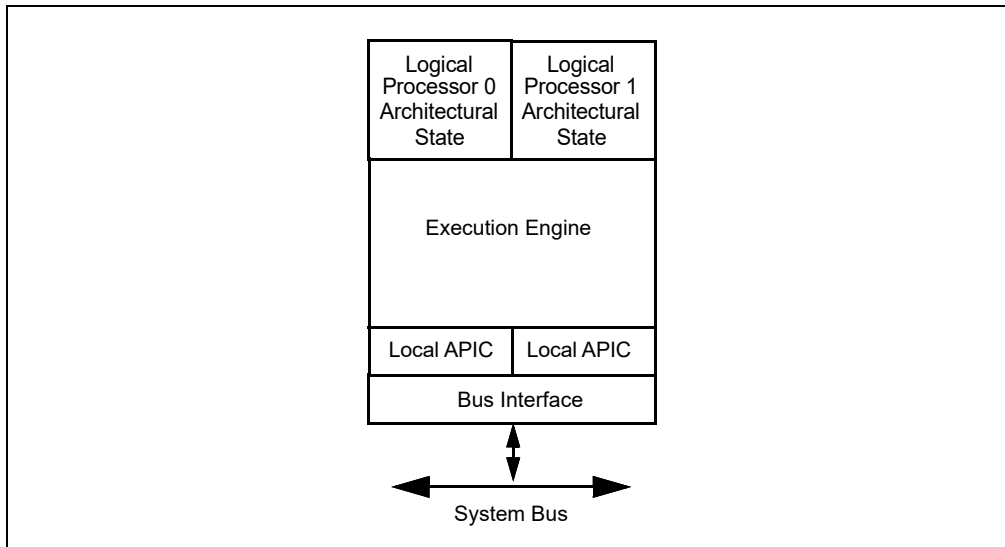 Logical
Processor 0
Architectural
State
Logical
Processor 1
Architectural
State
Execution Engine
Local APIC
Local APIC
Bus Interface
System Bus